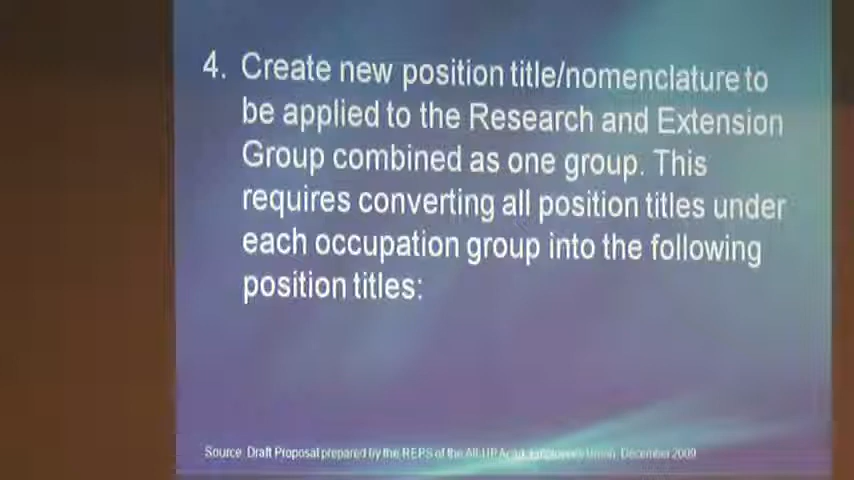 4. Create new position title/nomenclature to
be applied to the Research and Extension
Group combined as one group. This
requires converting all position titles under
each occupation group into the following
position titles:
Source: Draft Proposal prepared by the REPS of the All-UP Employees Union, December 2009